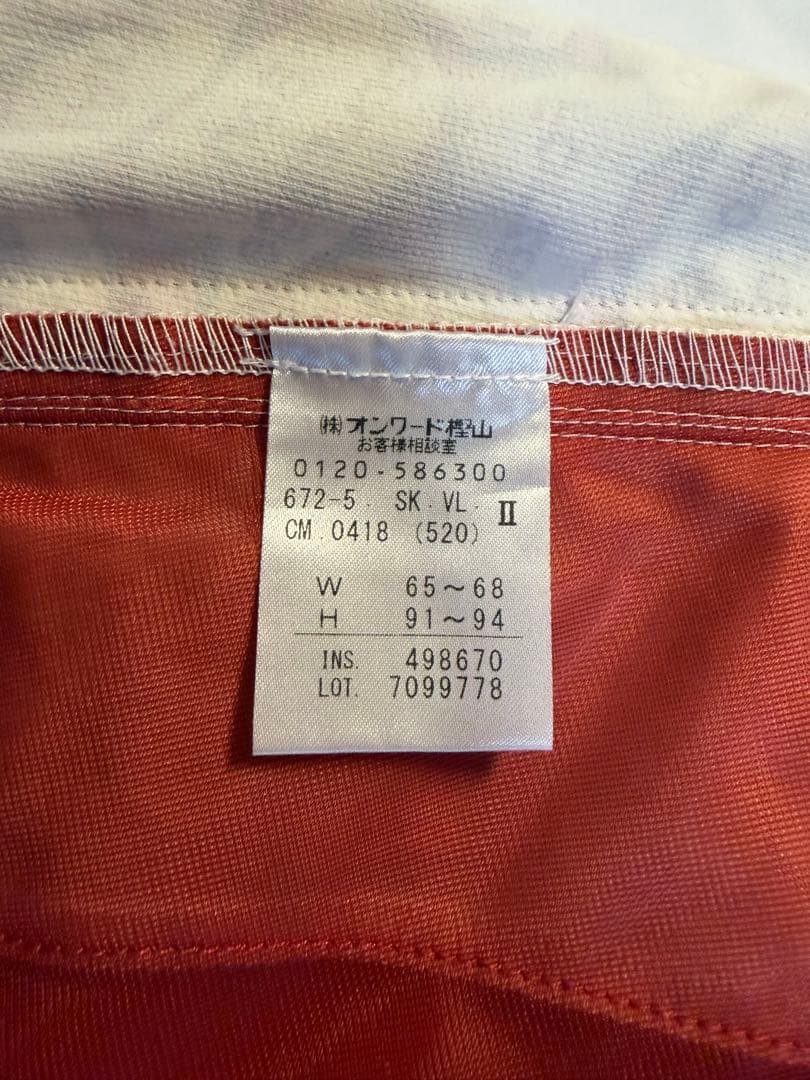 ㈱オンワード樫山
お客様相談室
0120-586300
672-5. SK. VL. Ⅱ
CM.0418 (520)
W 65～68
H 91～94
INS. 498670
LOT. 7099778